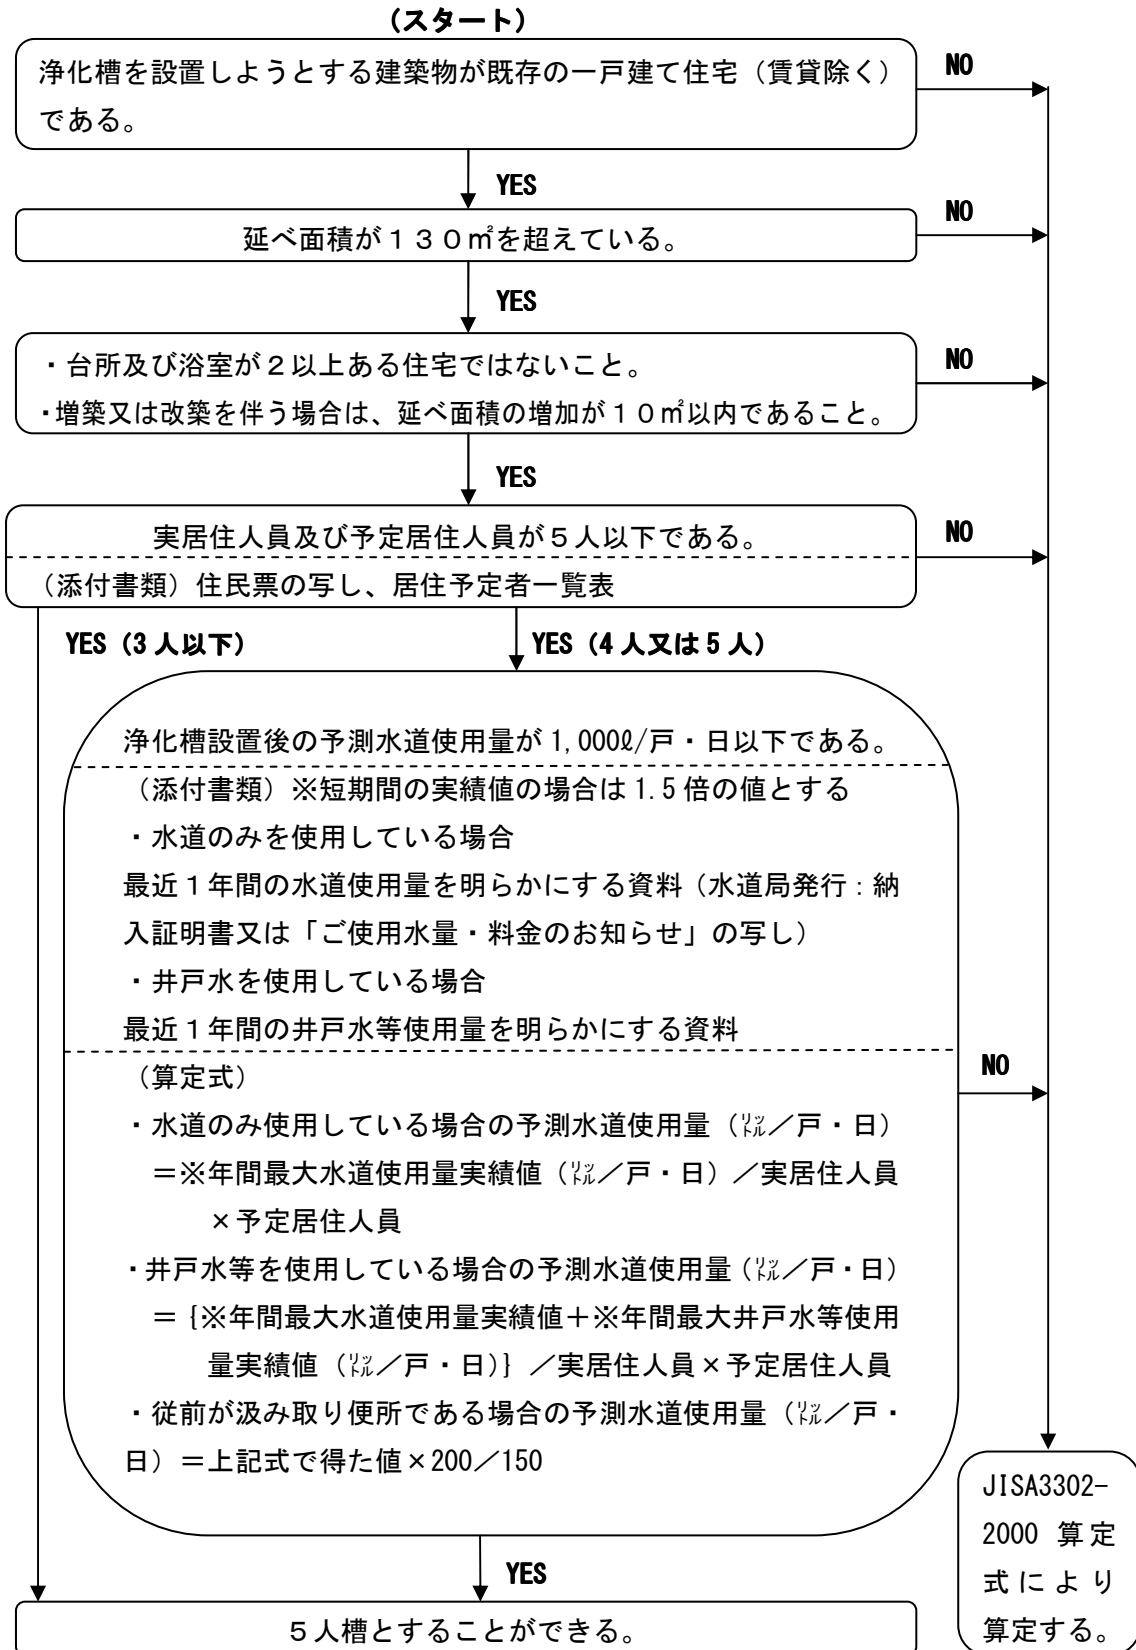 (スタート)
浄化槽を設置しようとする建築物が既存の一戸建て住宅（賃貸除く）
である。
NO
YES
延べ面積が１３０㎡を超えている。
NO
YES
・台所及び浴室が２以上ある住宅ではないこと。
・増築又は改築を伴う場合は、延べ面積の増加が１０㎡以内であること。
NO
YES
実居住人員及び予定居住人員が５人以下である。
（添付書類）住民票の写し、居住予定者一覧表
NO
YES（3人以下）
YES（4人又は5人）
浄化槽設置後の予測水道使用量が 1,000ℓ/戸・日以下である。
（添付書類）※短期間の実績値の場合は 1.5 倍の値とする
・水道のみを使用している場合
最近１年間の水道使用量を明らかにする資料（水道局発行：納
入証明書又は「ご使用水量・料金のお知らせ」の写し）
・井戸水を使用している場合
最近１年間の井戸水等使用量を明らかにする資料
（算定式）
・水道のみ使用している場合の予測水道使用量（㍑／戸・日）
＝※年間最大水道使用量実績値（㍑／戸・日）／実居住人員
×予定居住人員
・井戸水等を使用している場合の予測水道使用量（㍑／戸・日）
＝｛※年間最大水道使用量実績値＋※年間最大井戸水等使用
量実績値（㍑／戸・日）｝／実居住人員×予定居住人員
・従前が汲み取り便所である場合の予測水道使用量（㍑／戸・
日）＝上記式で得た値×200／150
NO
YES
５人槽とすることができる。
JISA3302-
2000 算定
式により
算定する。